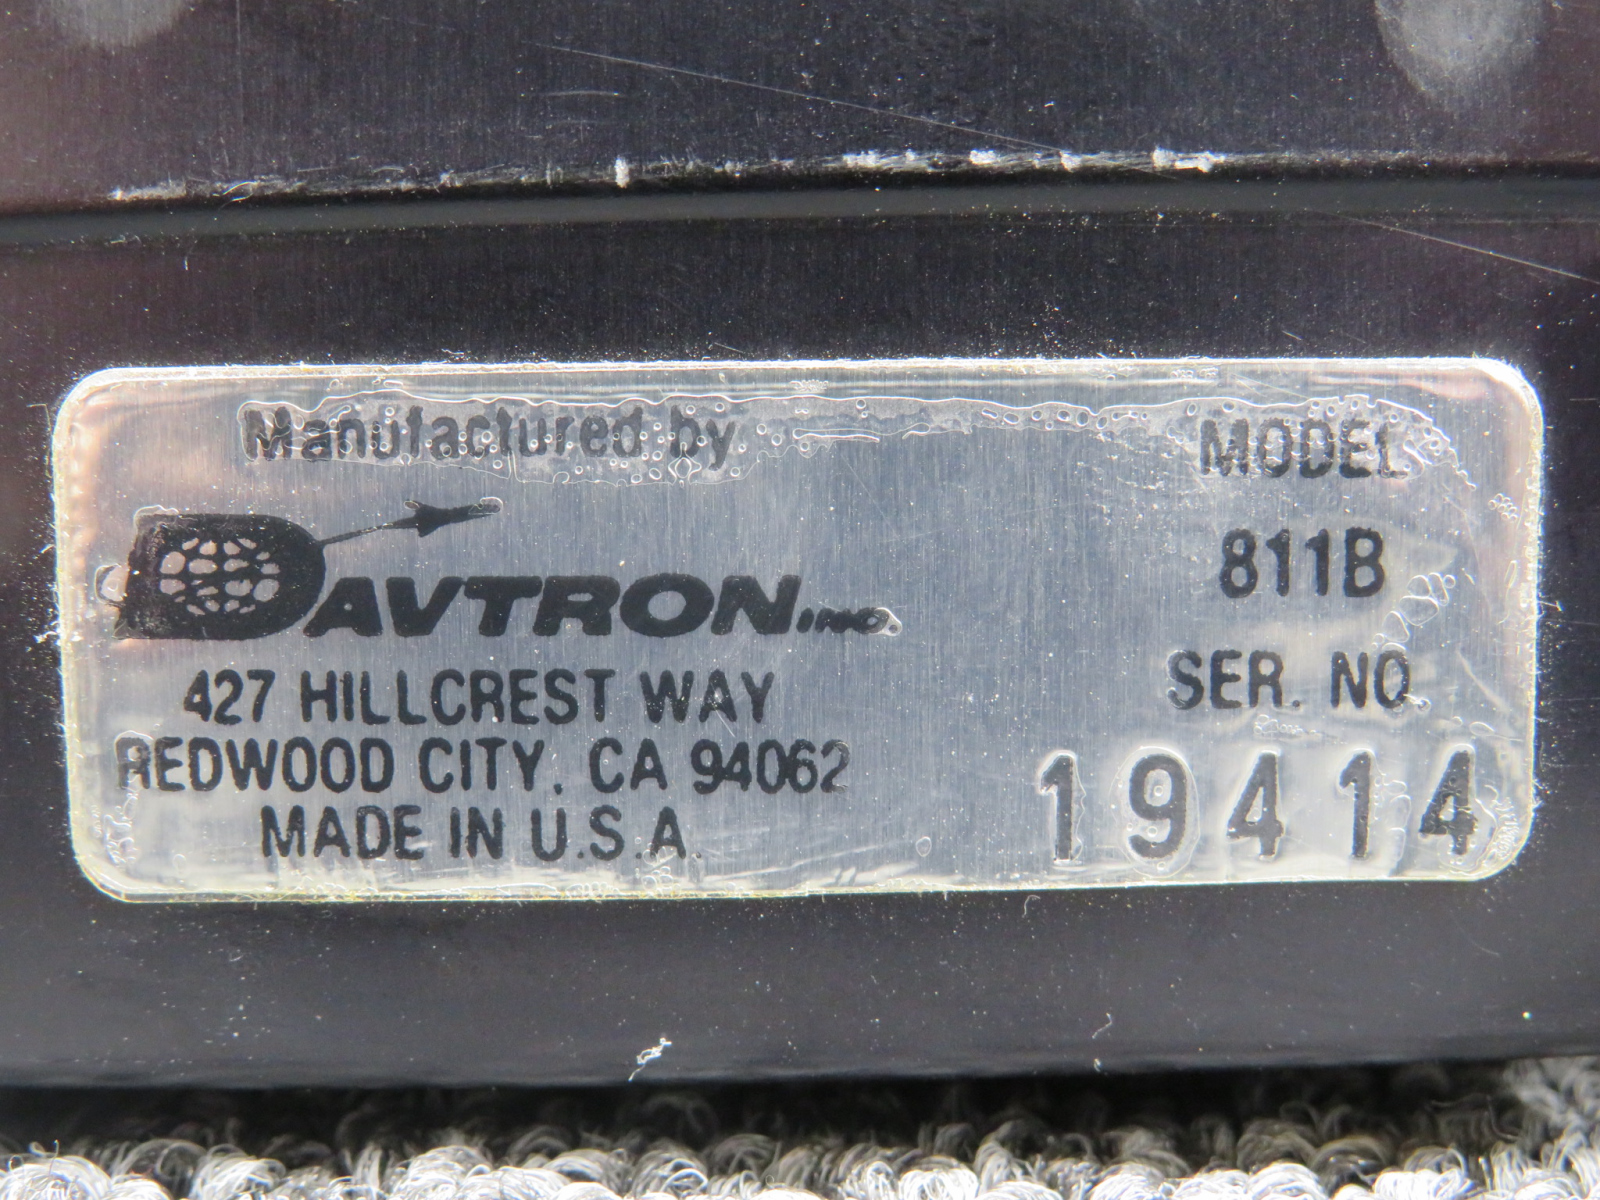 Manufactured by
DAVTRON, INC.
427 HILLCREST WAY
REDWOOD CITY, CA 94062
MADE IN U.S.A.
MODEL
811B
SER. NO.
19414